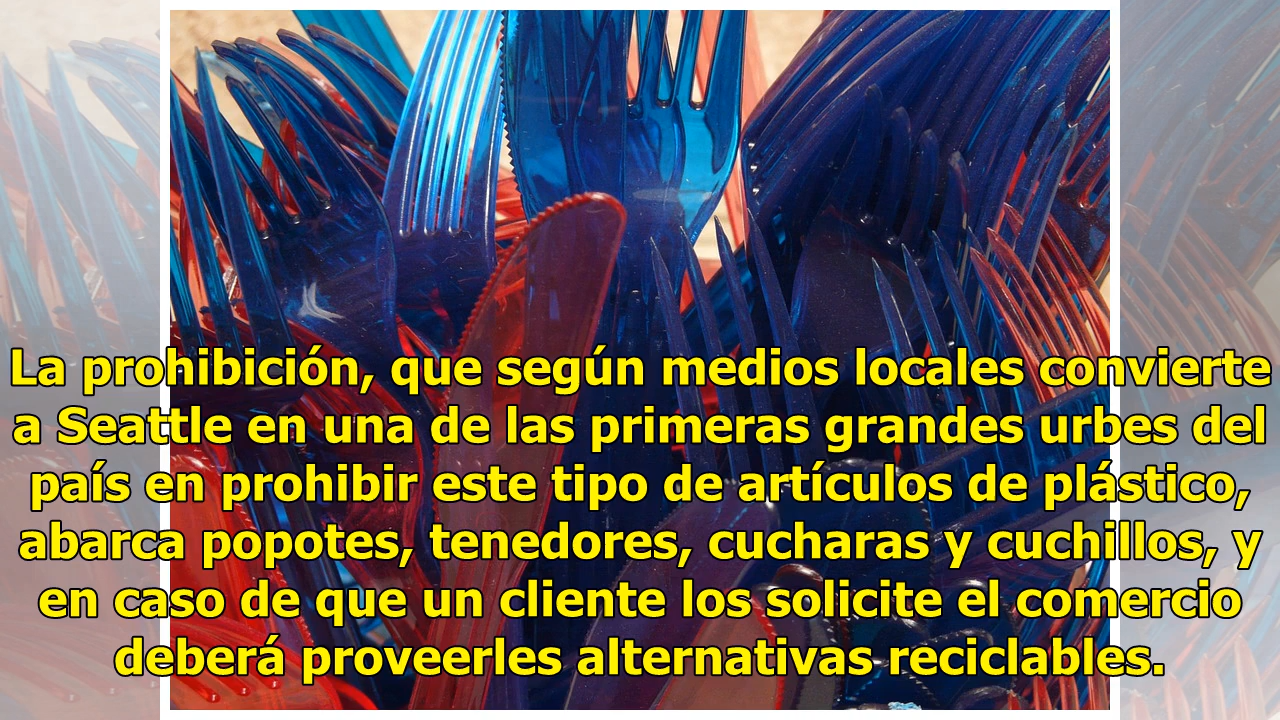 La prohibición, que según medios locales convierte
a Seattle en una de las primeras grandes urbes del
país en prohibir este tipo de artículos de plástico,
abarca popotes, tenedores, cucharas y cuchillos, y
en caso de que un cliente los solicite el comercio
deberá proveerles alternativas reciclables.